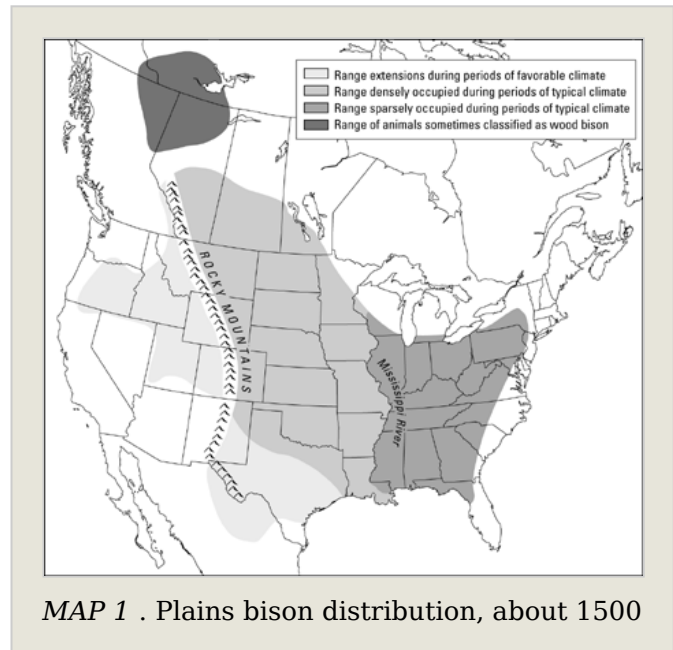 Range extensions during periods of favorable climate
Range densely occupied during periods of typical climate
Range sparsely occupied during periods of typical climate
Range of animals sometimes classified as wood bison
ROCKY MOUNTAINS
Mississippi River
MAP 1 . Plains bison distribution, about 1500